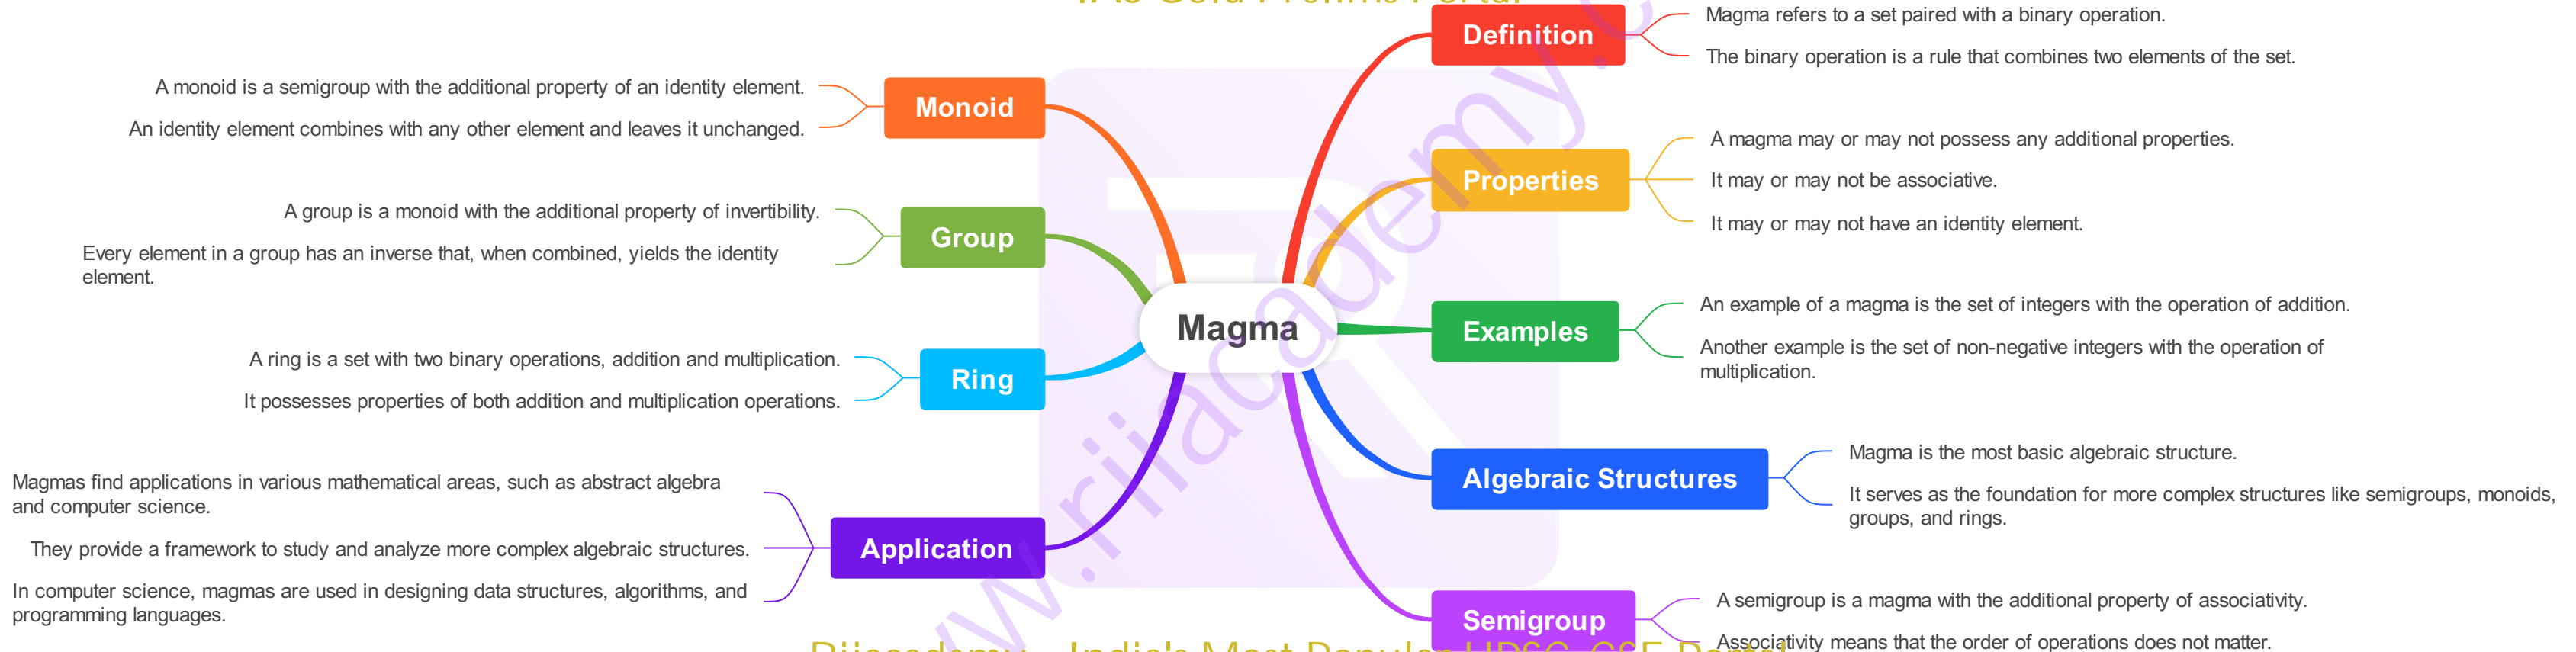 Definition
Magma refers to a set paired with a binary operation.
The binary operation is a rule that combines two elements of the set.
Properties
A magma may or may not possess any additional properties.
It may or may not be associative.
It may or may not have an identity element.
Examples
An example of a magma is the set of integers with the operation of addition.
Another example is the set of non-negative integers with the operation of
multiplication.
Algebraic Structures
Magma is the most basic algebraic structure.
It serves as the foundation for more complex structures like semigroups, monoids,
groups, and rings.
Semigroup
A semigroup is a magma with the additional property of associativity.
Associativity means that the order of operations does not matter.
Magma
Monoid
A monoid is a semigroup with the additional property of an identity element.
An identity element combines with any other element and leaves it unchanged.
Group
A group is a monoid with the additional property of invertibility.
Every element in a group has an inverse that, when combined, yields the identity
element.
Ring
A ring is a set with two binary operations, addition and multiplication.
It possesses properties of both addition and multiplication operations.
Application
Magmas find applications in various mathematical areas, such as abstract algebra
and computer science.
They provide a framework to study and analyze more complex algebraic structures.
In computer science, magmas are used in designing data structures, algorithms, and
programming languages.
India's Most Popular UPSC-CSE Portal